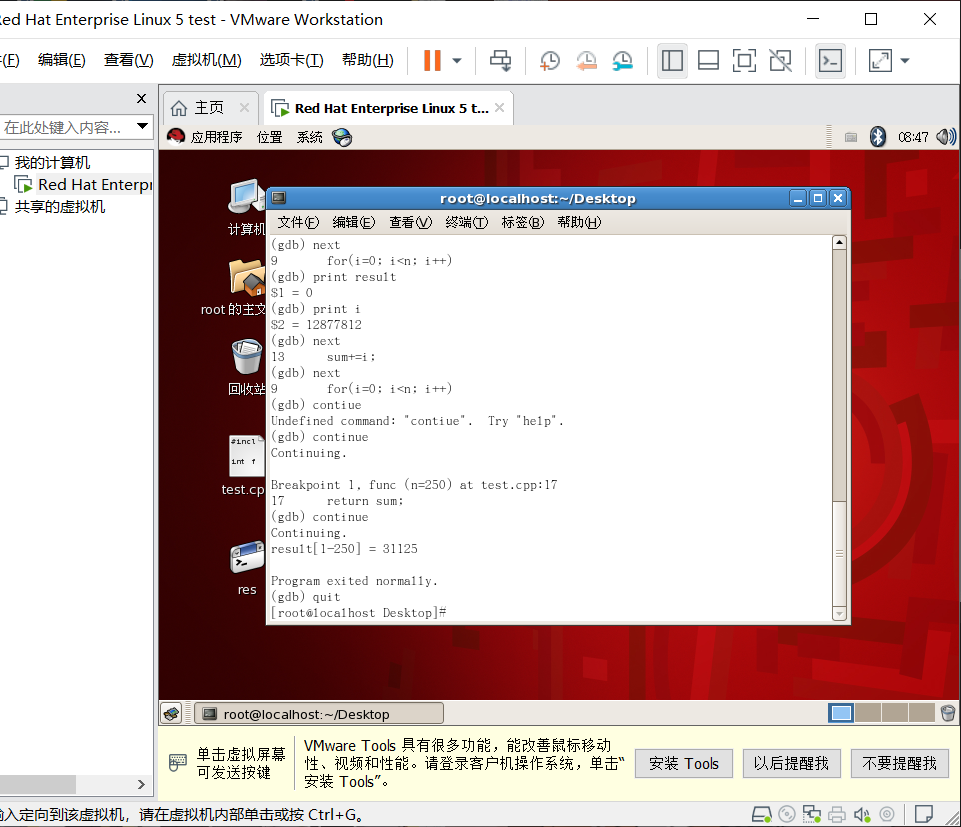 Red Hat Enterprise Linux 5 test - VMware Workstation
(F) 编辑(E) 查看(V) 虚拟机(M) 选项卡(T) 帮助(H)
主页
Red Hat Enterprise Linux 5 t...
在此处键入内容...
我的计算机
Red Hat Enterpr
共享的虚拟机
应用程序 位置 系统
08:47
计算机
root 的主文
回收站
#incl
int f
test.cp
res
root@localhost:~/Desktop
文件(F) 编辑(E) 查看(V) 终端(T) 标签(B) 帮助(H)
(gdb) next
9 for(i=0; i<n; i++)
(gdb) print result
$1 = 0
(gdb) print i
$2 = 12877812
(gdb) next
13 sum+=i;
(gdb) next
9 for(i=0; i<n; i++)
(gdb) contiue
Undefined command: "contiue".  Try "help".
(gdb) continue
Continuing.
Breakpoint 1, func (n=250) at test.cpp:17
17 return sum;
(gdb) continue
Continuing.
result[1-250] = 31125
Program exited normally.
(gdb) quit
[root@localhost Desktop]#
root@localhost:~/Desktop
单击虚拟屏幕
可发送按键
VMware Tools 具有很多功能，能改善鼠标移动
性、视频和性能。请登录客户机操作系统，单击“
安装 Tools”。
安装 Tools
以后提醒我
不要提醒我
输入定向到该虚拟机，请在虚拟机内部单击或按 Ctrl+G。